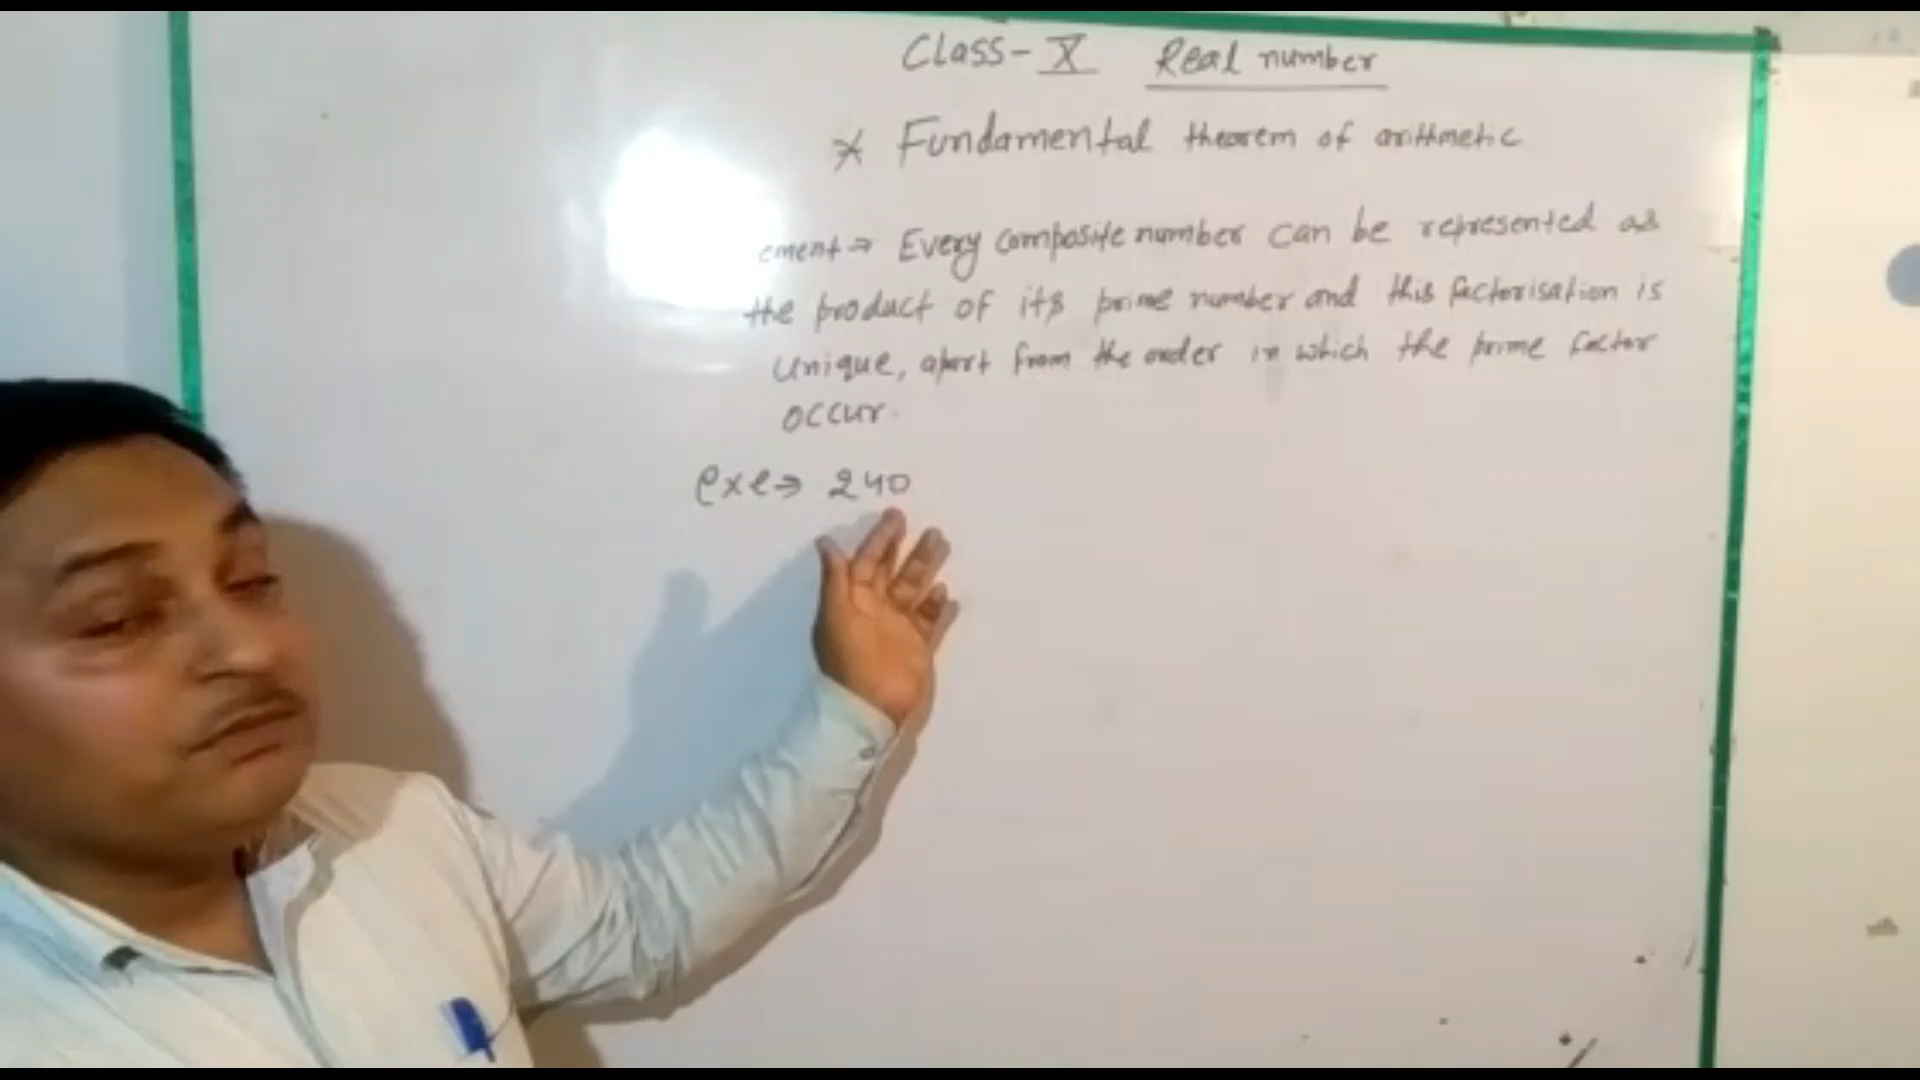 Class-X Real number
* Fundamental theorem of arithmetic
ement ⇒ Every composite number can be represented as
the product of its prime number and this factorisation is
unique, apart from the order in which the prime factor
occur.
exe ⇒ 240